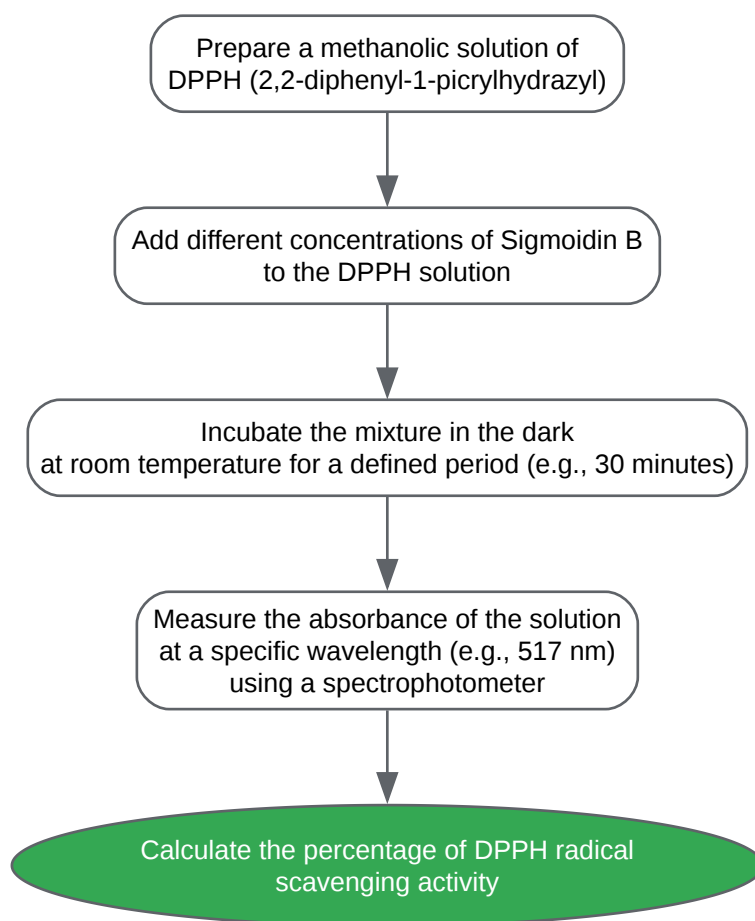 Prepare a methanolic solution of
DPPH (2,2-diphenyl-1-picrylhydrazyl)
Add different concentrations of Sigmoidin B
to the DPPH solution
Incubate the mixture in the dark
at room temperature for a defined period (e.g., 30 minutes)
Measure the absorbance of the solution
at a specific wavelength (e.g., 517 nm)
using a spectrophotometer
Calculate the percentage of DPPH radical
scavenging activity